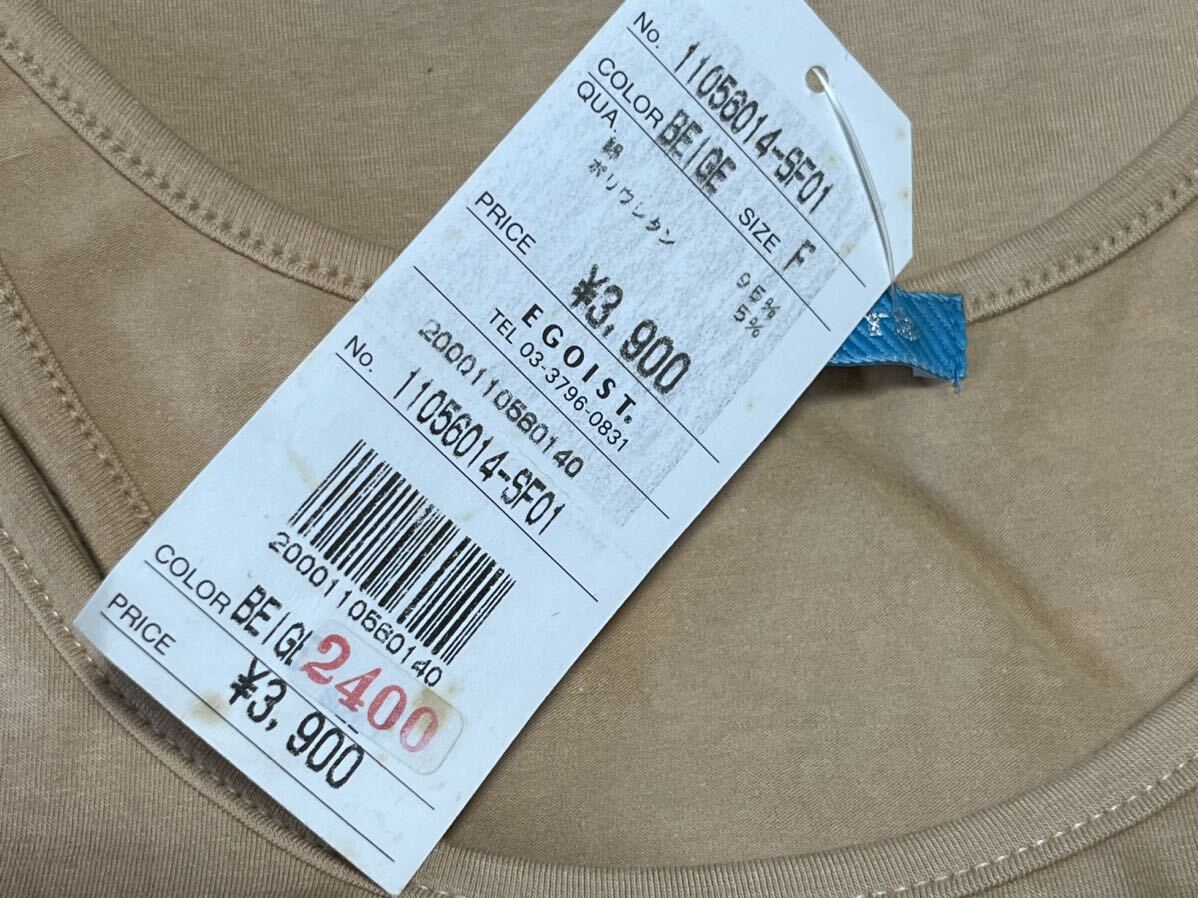 No. 11056014-SF01
COLOR BEIGE SIZE F
QUA.
綿 95%
ポリウレタン 5%
PRICE ¥3,900
EGOIST®
TEL 03-3796-0831
2000110560140
No. 11056014-SF01
2000110560140
COLOR BEIG
2400
PRICE ¥3,900